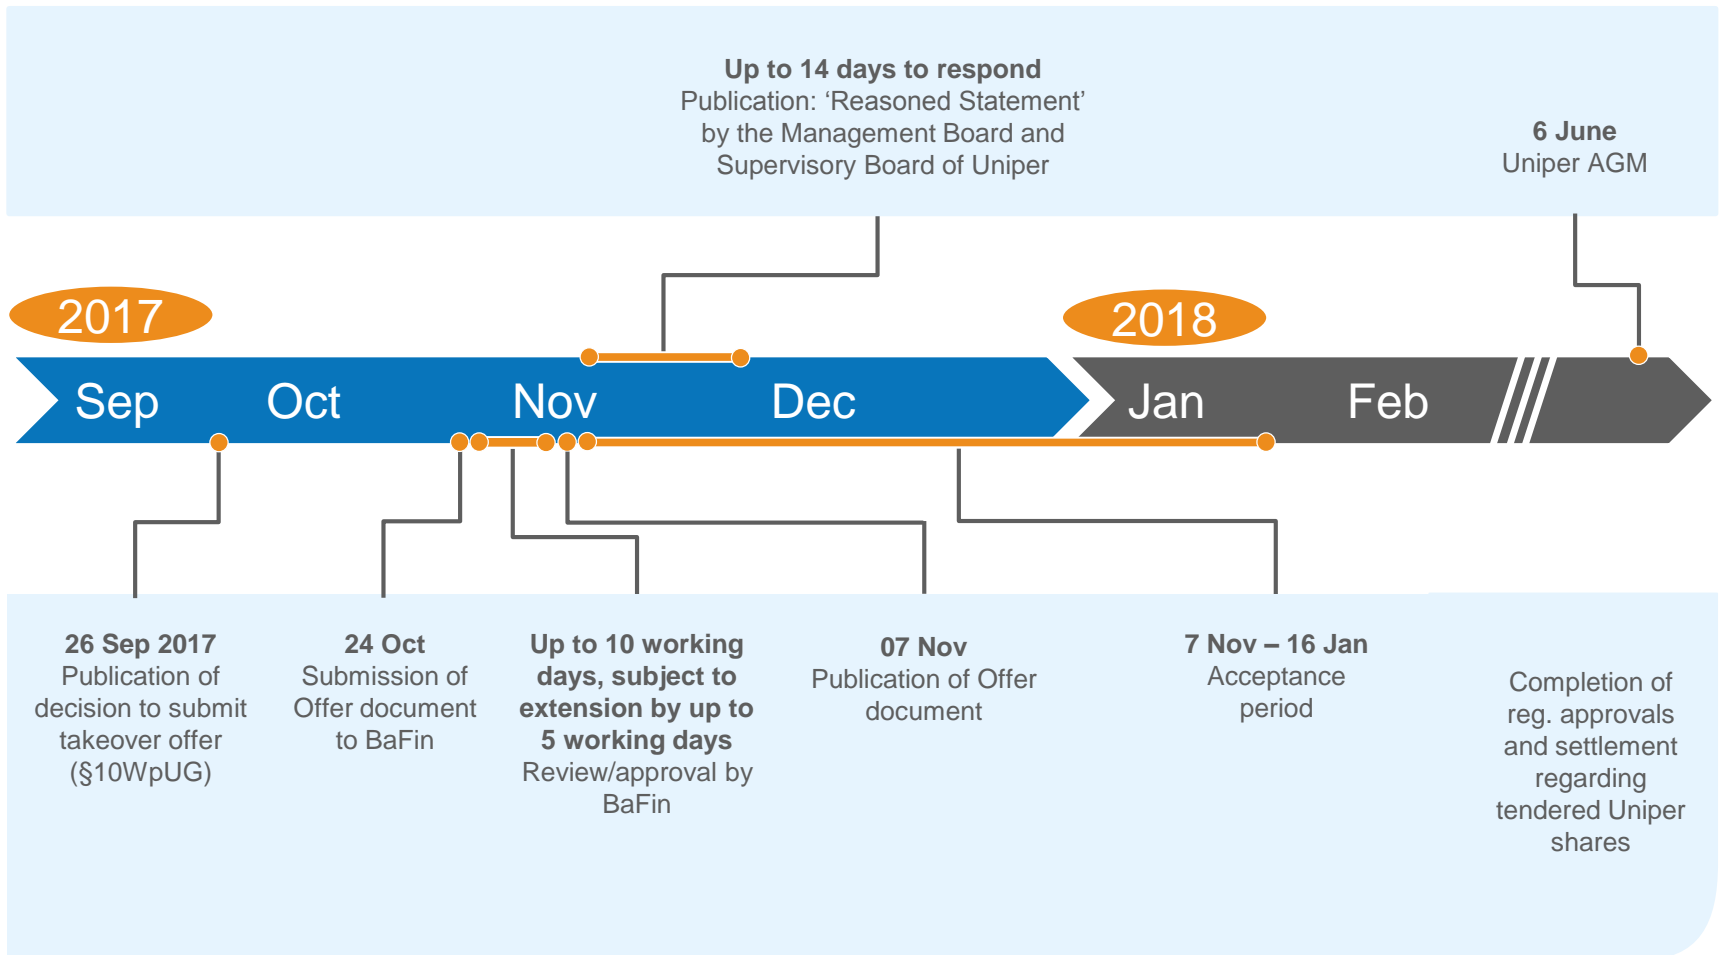 Up to 14 days to respond
Publication: ‘Reasoned Statement’
by the Management Board and
Supervisory Board of Uniper
6 June
Uniper AGM
2017
2018
Sep
Oct
Nov
Dec
Jan
Feb
26 Sep 2017
Publication of
decision to submit
takeover offer
(§10WpUG)
24 Oct
Submission of
Offer document
to BaFin
Up to 10 working
days, subject to
extension by up to
5 working days
Review/approval by
BaFin
07 Nov
Publication of Offer
document
7 Nov – 16 Jan
Acceptance
period
Completion of
reg. approvals
and settlement
regarding
tendered Uniper
shares